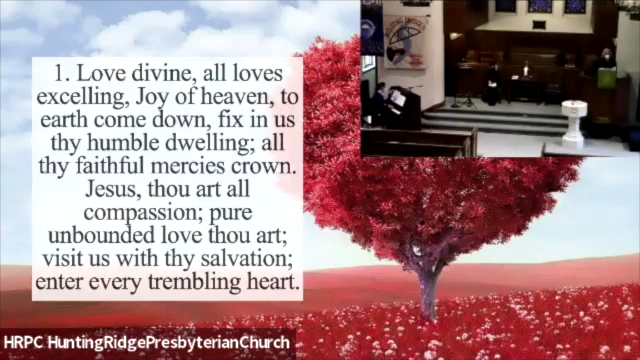 1. Love divine, all loves
excelling, Joy of heaven, to
earth come down, fix in us
thy humble dwelling; all
thy faithful mercies crown.
Jesus, thou art all
compassion; pure
unbounded love thou art;
visit us with thy salvation;
enter every trembling heart.
HRPC HuntingRidgePresbyterianChurch